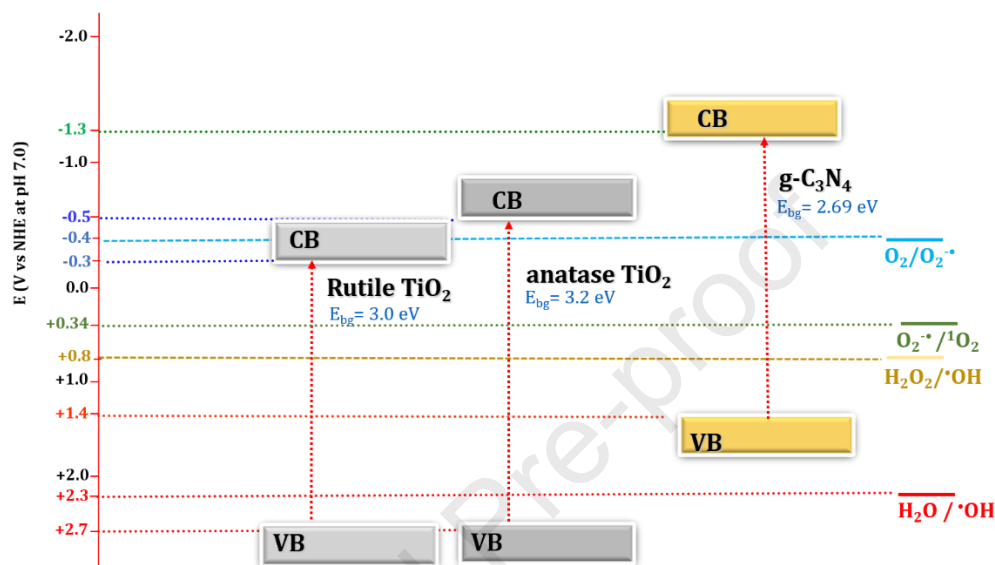 E (V vs NHE at pH 7.0)
-2.0
-1.3
-1.0
-0.5
-0.4
-0.3
0.0
+0.34
+0.8
+1.0
+1.4
+2.0
+2.3
+2.7
CB
Rutile TiO₂
E_bg= 3.0 eV
VB
CB
anatase TiO₂
E_bg= 3.2 eV
VB
CB
g-C₃N₄
E_bg= 2.69 eV
VB
O₂/O₂⁻•
O₂⁻•/¹O₂
H₂O₂/•OH
H₂O / •OH
Pre-proof